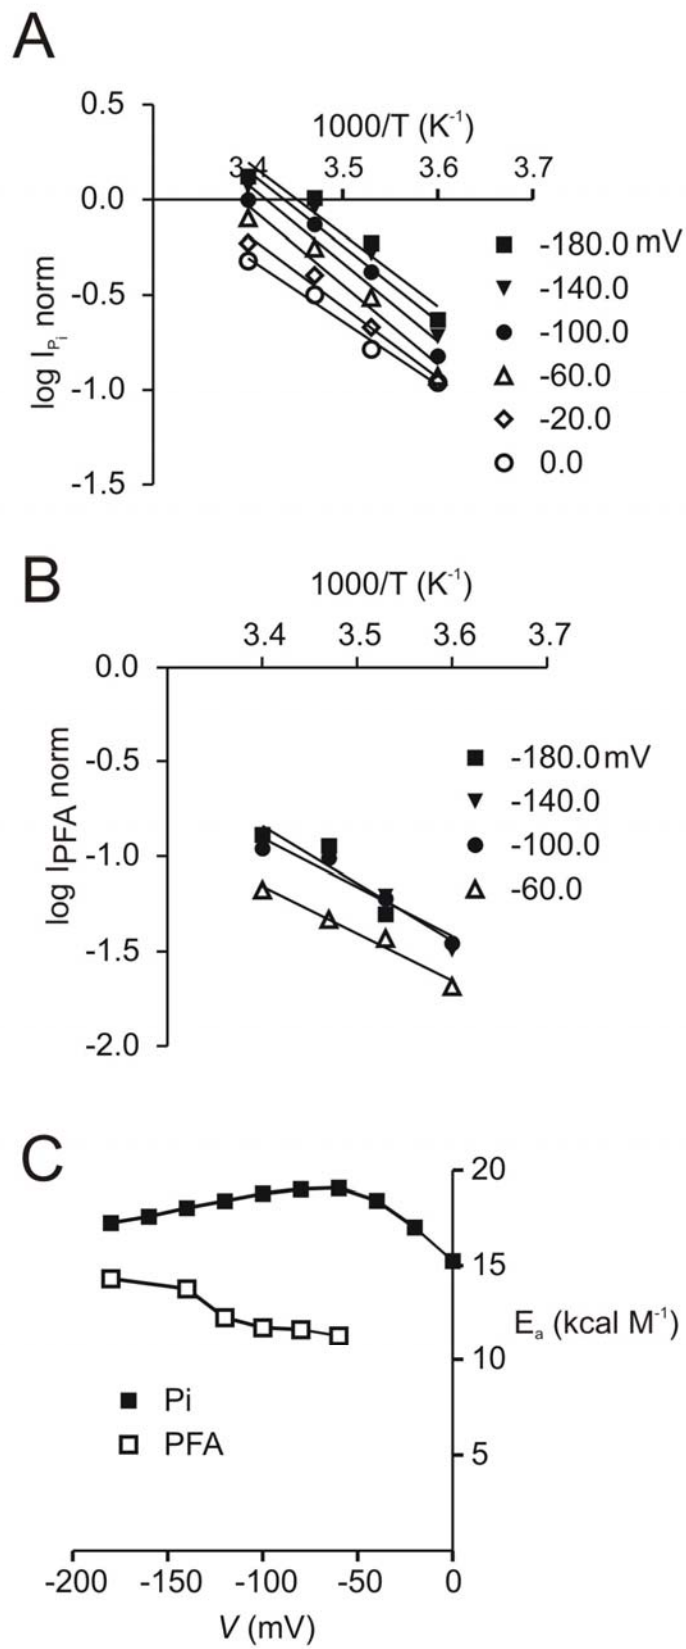 A
0.5
1000/T (K-1)
3.4 3.5 3.6 3.7
0.0
-0.5
-1.0
-1.5
log IPi norm
-180.0 mV
-140.0
-100.0
-60.0
-20.0
0.0
B
1000/T (K-1)
3.4 3.5 3.6 3.7
0.0
-0.5
-1.0
-1.5
-2.0
log IPFA norm
-180.0 mV
-140.0
-100.0
-60.0
C
20
15
Ea (kcal M-1)
10
5
Pi
PFA
-200 -150 -100 -50 0
V (mV)